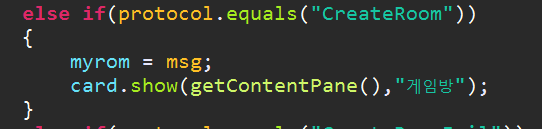 else if(protocol.equals("CreateRoom"))
{
myrom = msg;
card.show(getContentPane(),"게임방");
}